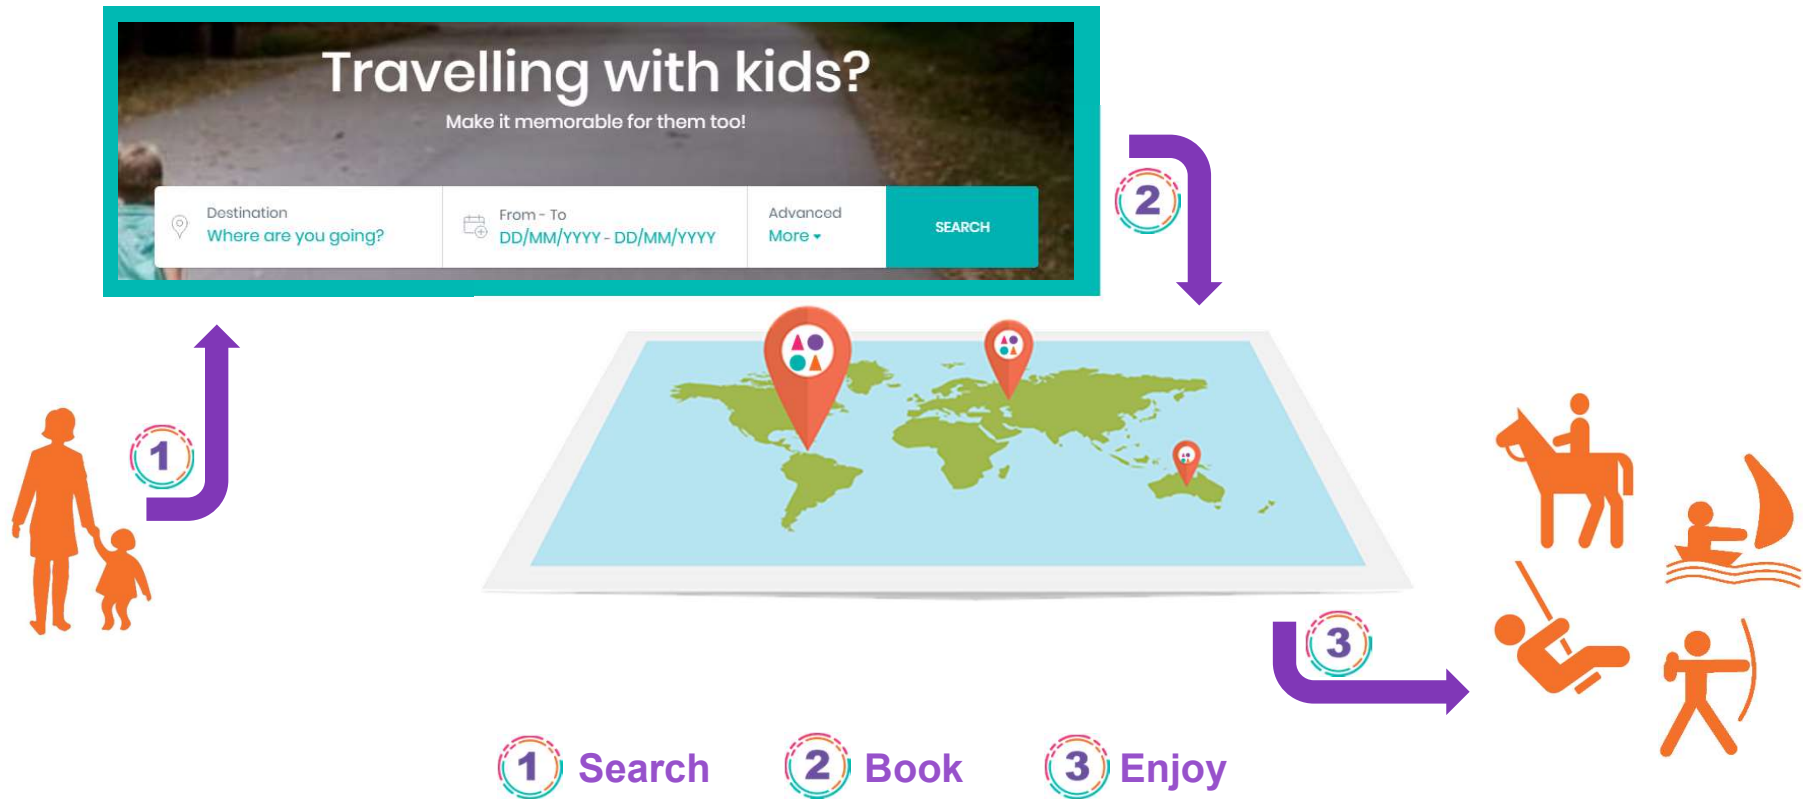 Travelling with kids?
Make it memorable for them too!
Destination
Where are you going?
From - To
DD/MM/YYYY - DD/MM/YYYY
Advanced
More
SEARCH
2
1
3
1 Search
2 Book
3 Enjoy